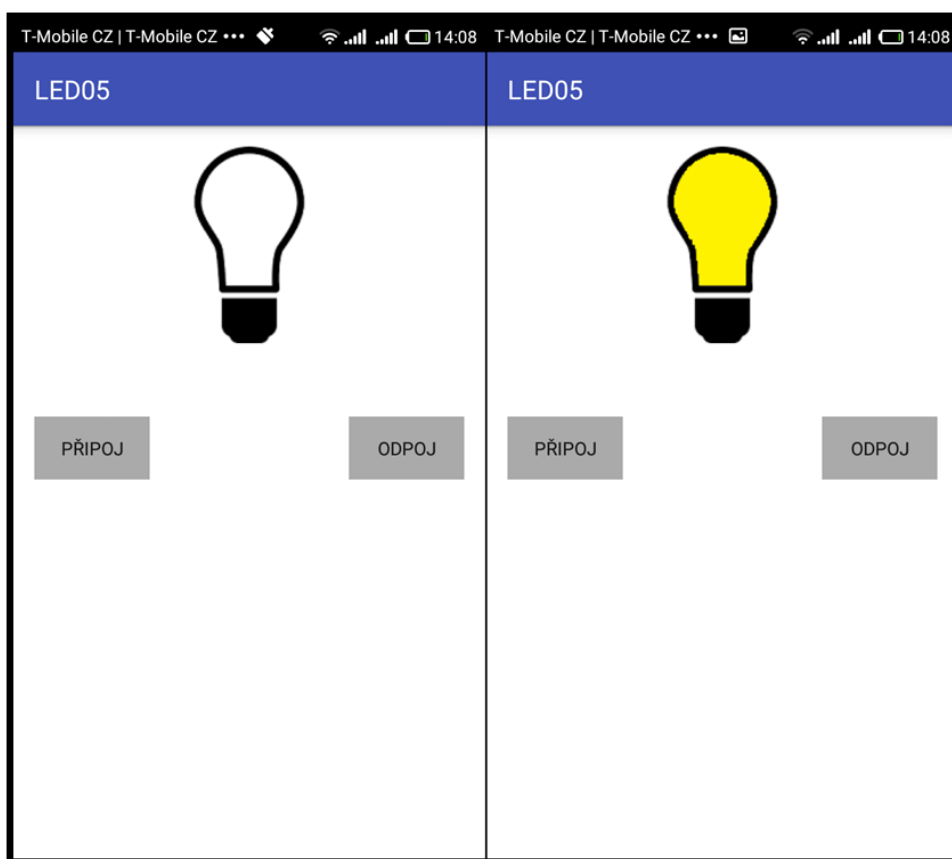 T-Mobile CZ | T-Mobile CZ ••• 14:08
LED05
PŘIPOJ
ODPOJ
T-Mobile CZ | T-Mobile CZ ••• 14:08
LED05
PŘIPOJ
ODPOJ